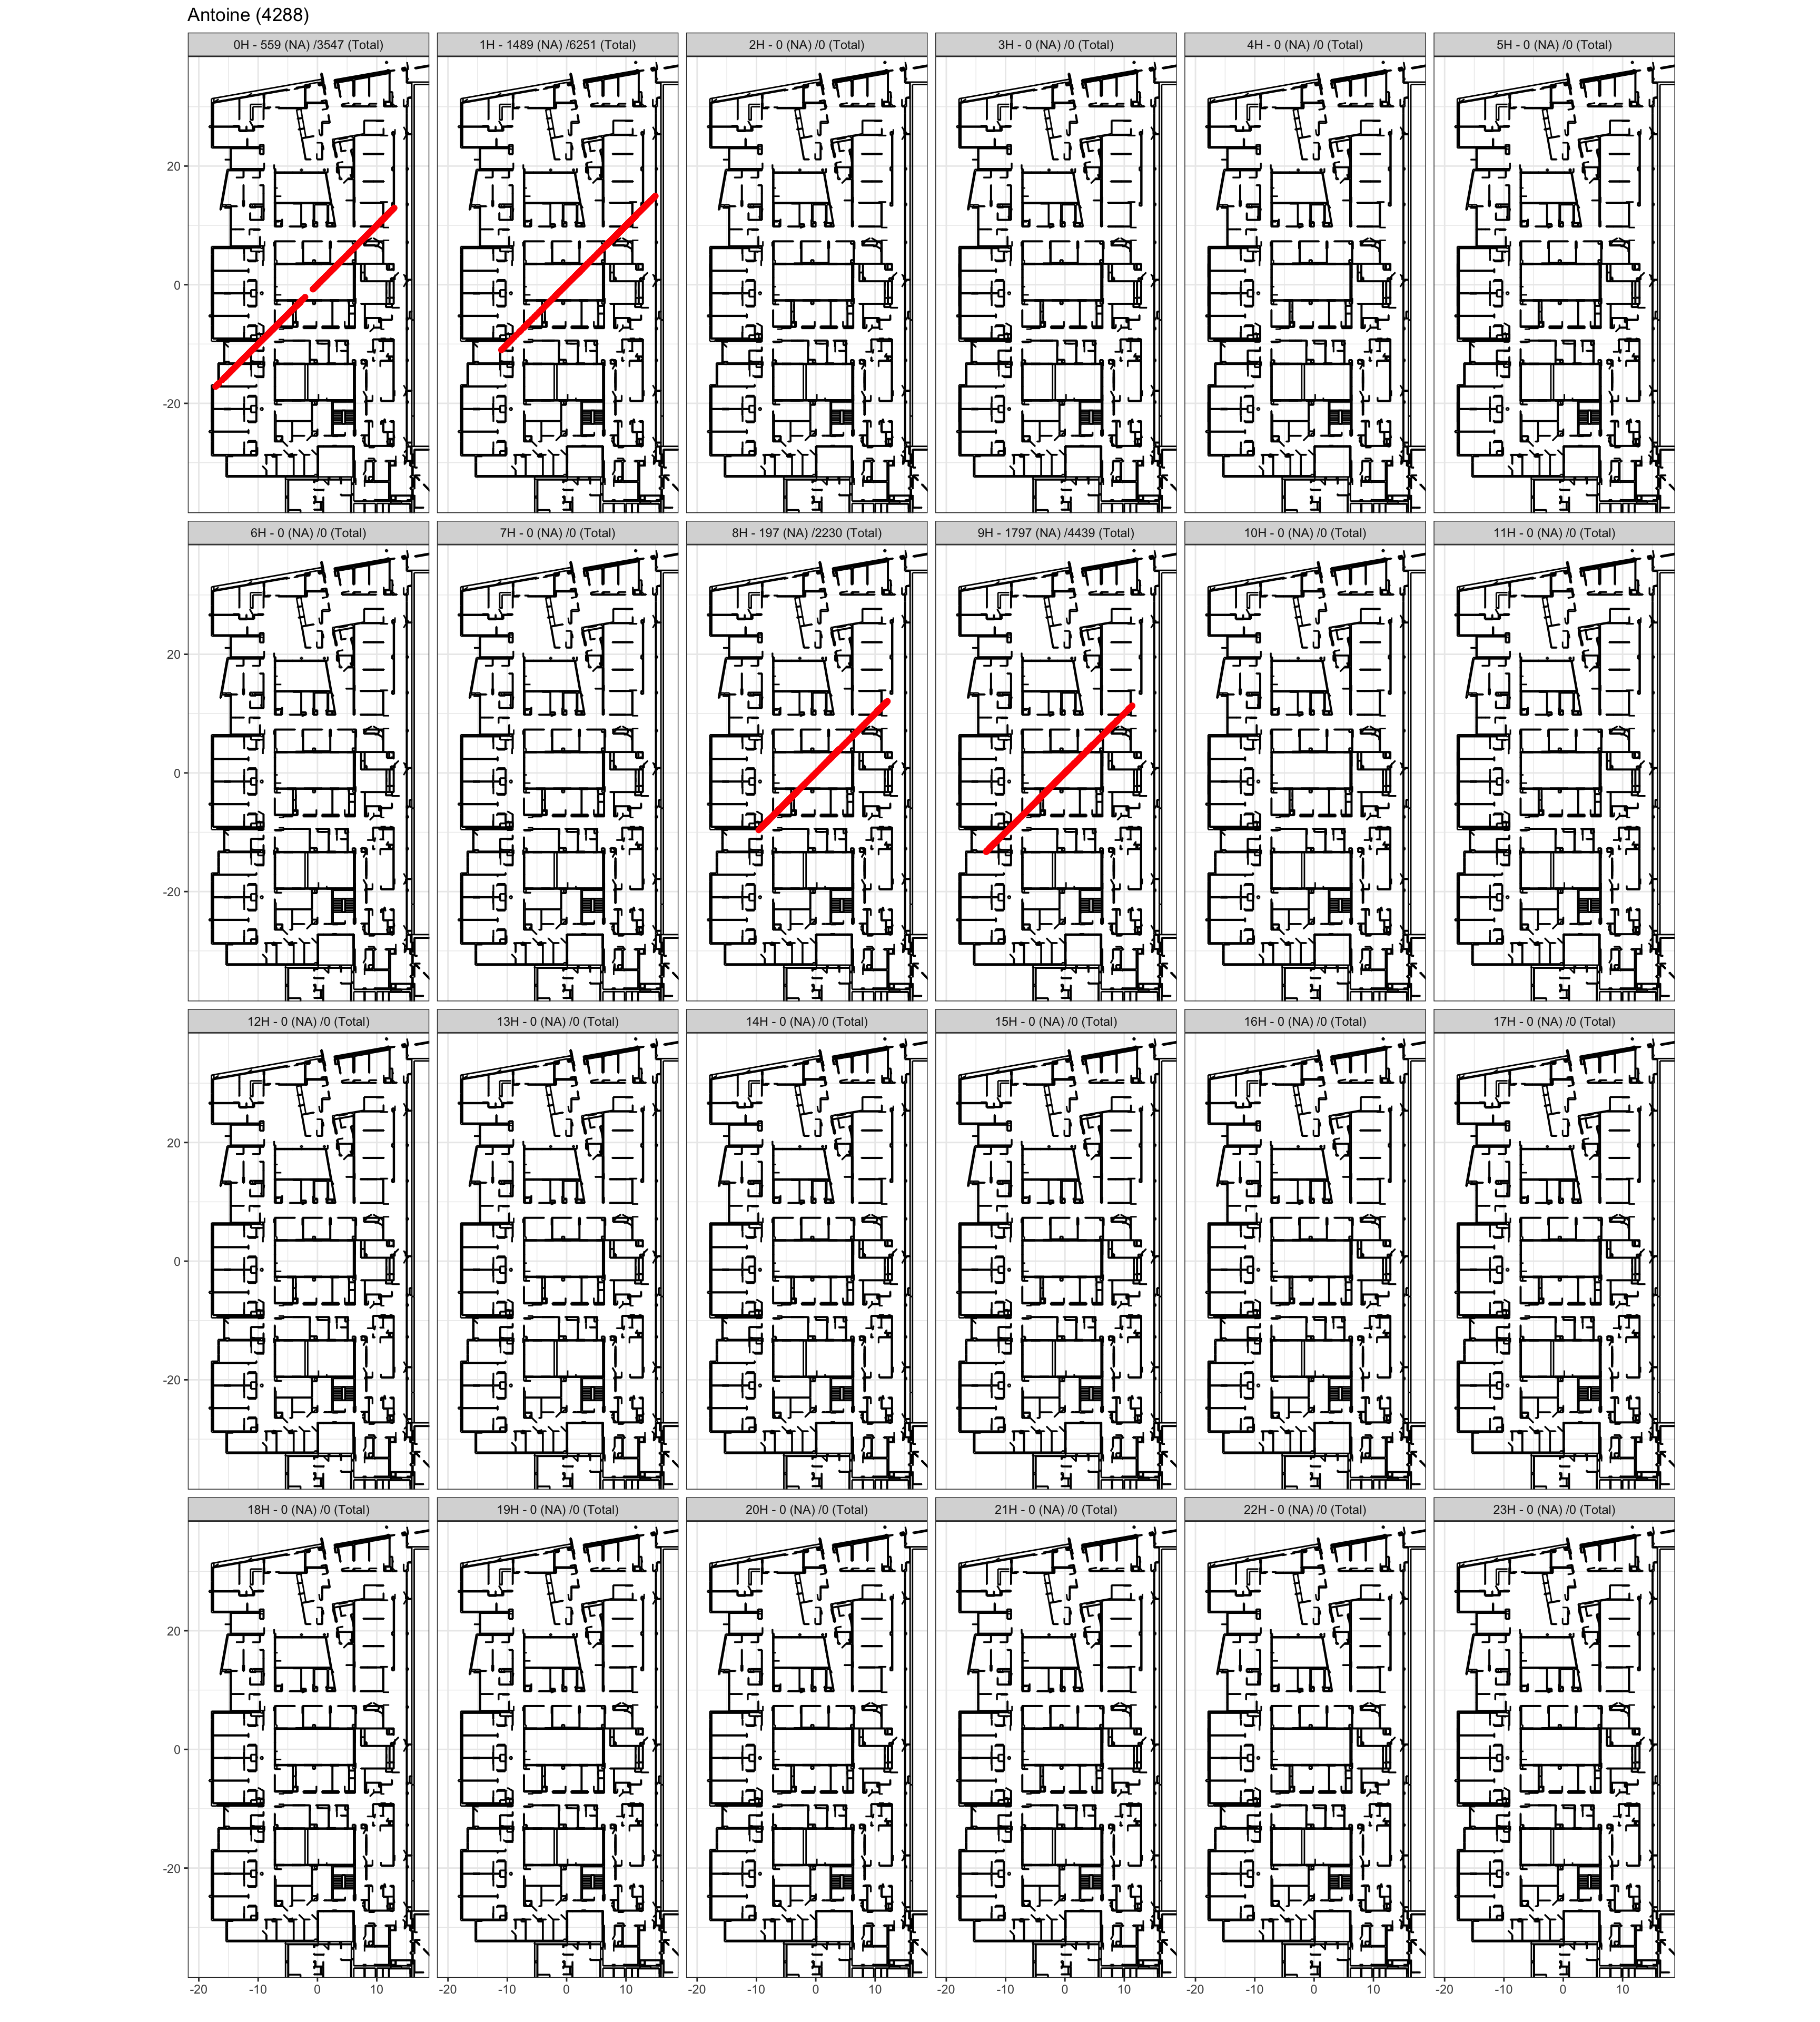 Antoine (4288)
0H - 559 (NA) /3547 (Total)
1H - 1489 (NA) /6251 (Total)
2H - 0 (NA) /0 (Total)
3H - 0 (NA) /0 (Total)
4H - 0 (NA) /0 (Total)
5H - 0 (NA) /0 (Total)
20
0
-20
6H - 0 (NA) /0 (Total)
7H - 0 (NA) /0 (Total)
8H - 197 (NA) /2230 (Total)
9H - 1797 (NA) /4439 (Total)
10H - 0 (NA) /0 (Total)
11H - 0 (NA) /0 (Total)
20
0
-20
12H - 0 (NA) /0 (Total)
13H - 0 (NA) /0 (Total)
14H - 0 (NA) /0 (Total)
15H - 0 (NA) /0 (Total)
16H - 0 (NA) /0 (Total)
17H - 0 (NA) /0 (Total)
20
0
-20
18H - 0 (NA) /0 (Total)
19H - 0 (NA) /0 (Total)
20H - 0 (NA) /0 (Total)
21H - 0 (NA) /0 (Total)
22H - 0 (NA) /0 (Total)
23H - 0 (NA) /0 (Total)
20
0
-20
-20 -10 0 10
-20 -10 0 10
-20 -10 0 10
-20 -10 0 10
-20 -10 0 10
-20 -10 0 10